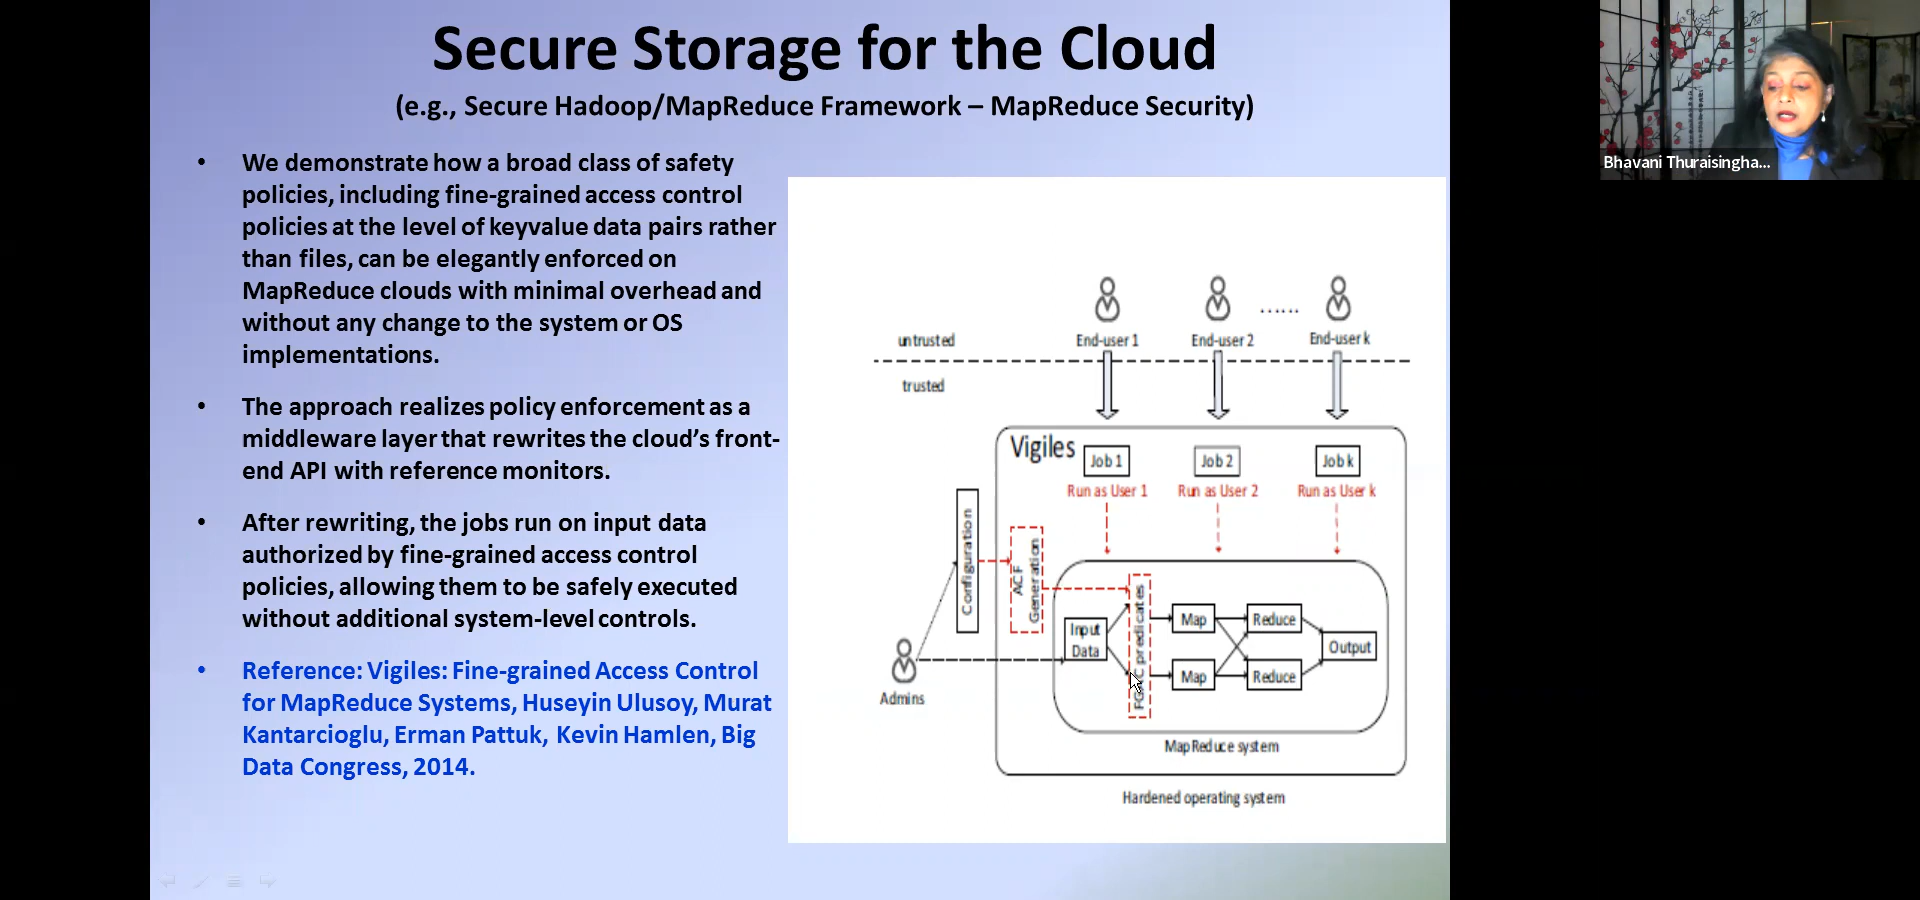 Secure Storage for the Cloud
(e.g., Secure Hadoop/MapReduce Framework – MapReduce Security)
• We demonstrate how a broad class of safety
policies, including fine-grained access control
policies at the level of keyvalue data pairs rather
than files, can be elegantly enforced on
MapReduce clouds with minimal overhead and
without any change to the system or OS
implementations.
• The approach realizes policy enforcement as a
middleware layer that rewrites the cloud’s front-
end API with reference monitors.
• After rewriting, the jobs run on input data
authorized by fine-grained access control
policies, allowing them to be safely executed
without additional system-level controls.
• Reference: Vigiles: Fine-grained Access Control
for MapReduce Systems, Huseyin Ulusoy, Murat
Kantarcioglu, Erman Pattuk, Kevin Hamlen, Big
Data Congress, 2014.
End-user 1
End-user 2
......
End-user k
untrusted
trusted
Vigiles
Job 1
Job 2
Job k
Run as User 1
Run as User 2
Run as User k
Configuration
ACF
Generation
predicates
Input
Data
Map
Reduce
Map
Reduce
Output
Admins
MapReduce system
Hardened operating system
Bhavani Thuraisingha...